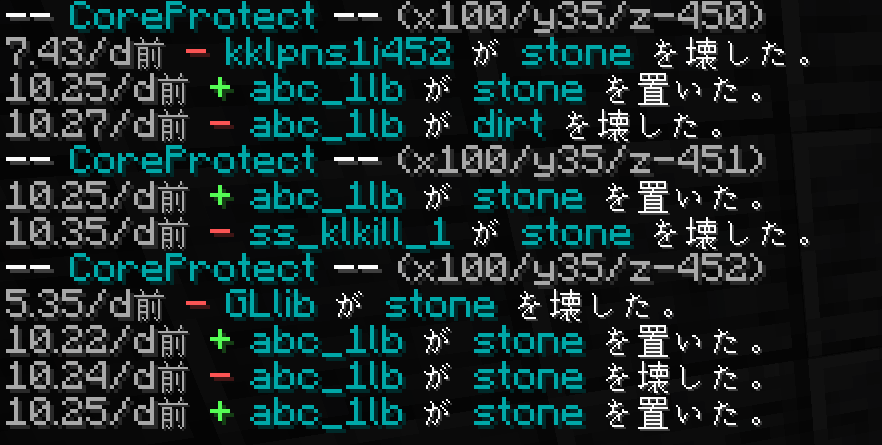 -- CoreProtect -- (x100/y35/z-450)
7.43/d前 - kklpns1i452 が stone を壊した。
10.25/d前 + abc_1lb が stone を置いた。
10.27/d前 - abc_1lb が dirt を壊した。
-- CoreProtect -- (x100/y35/z-451)
10.25/d前 + abc_1lb が stone を置いた。
10.35/d前 - ss_klkill_1 が stone を壊した。
-- CoreProtect -- (x100/y35/z-452)
5.35/d前 - GLlib が stone を壊した。
10.22/d前 + abc_1lb が stone を置いた。
10.24/d前 - abc_1lb が stone を壊した。
10.25/d前 + abc_1lb が stone を置いた。